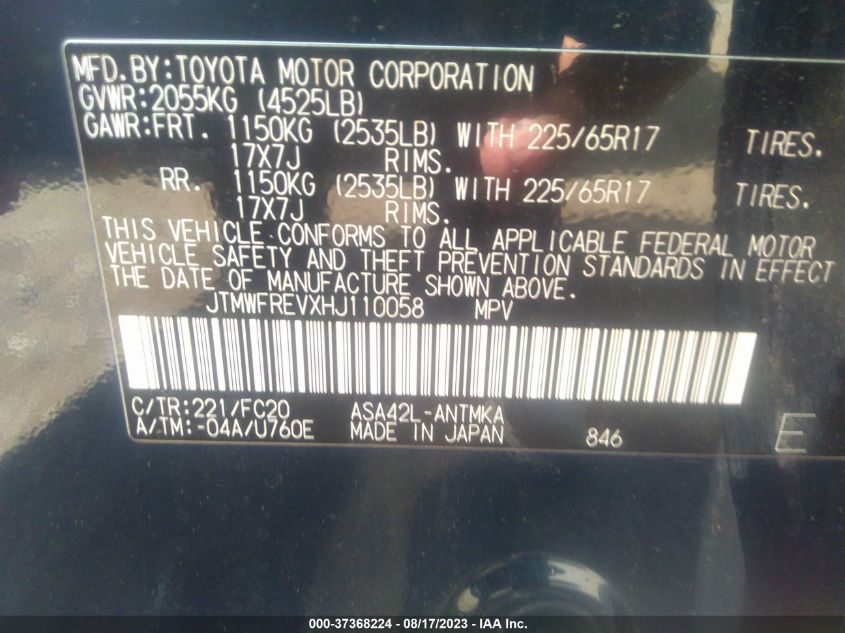 MFD.BY:TOYOTA MOTOR CORPORATION
GVWR:2055KG (4525LB)
GAWR:FRT. 1150KG (2535LB) WITH 225/65R17 TIRES.
17X7J RIMS.
RR. 1150KG (2535LB) WITH 225/65R17 TIRES.
17X7J RIMS.
THIS VEHICLE CONFORMS TO ALL APPLICABLE FEDERAL MOTOR
VEHICLE SAFETY AND THEFT PREVENTION STANDARDS IN EFFECT
THE DATE OF MANUFACTURE SHOWN ABOVE.
JTMWFREVXHJ110058 MPV
C/TR:221/FC20 ASA42L-ANTMKA
A/TM:-04A/U760E MADE IN JAPAN 846 E
000-37368224 - 08/17/2023 - IAA Inc.